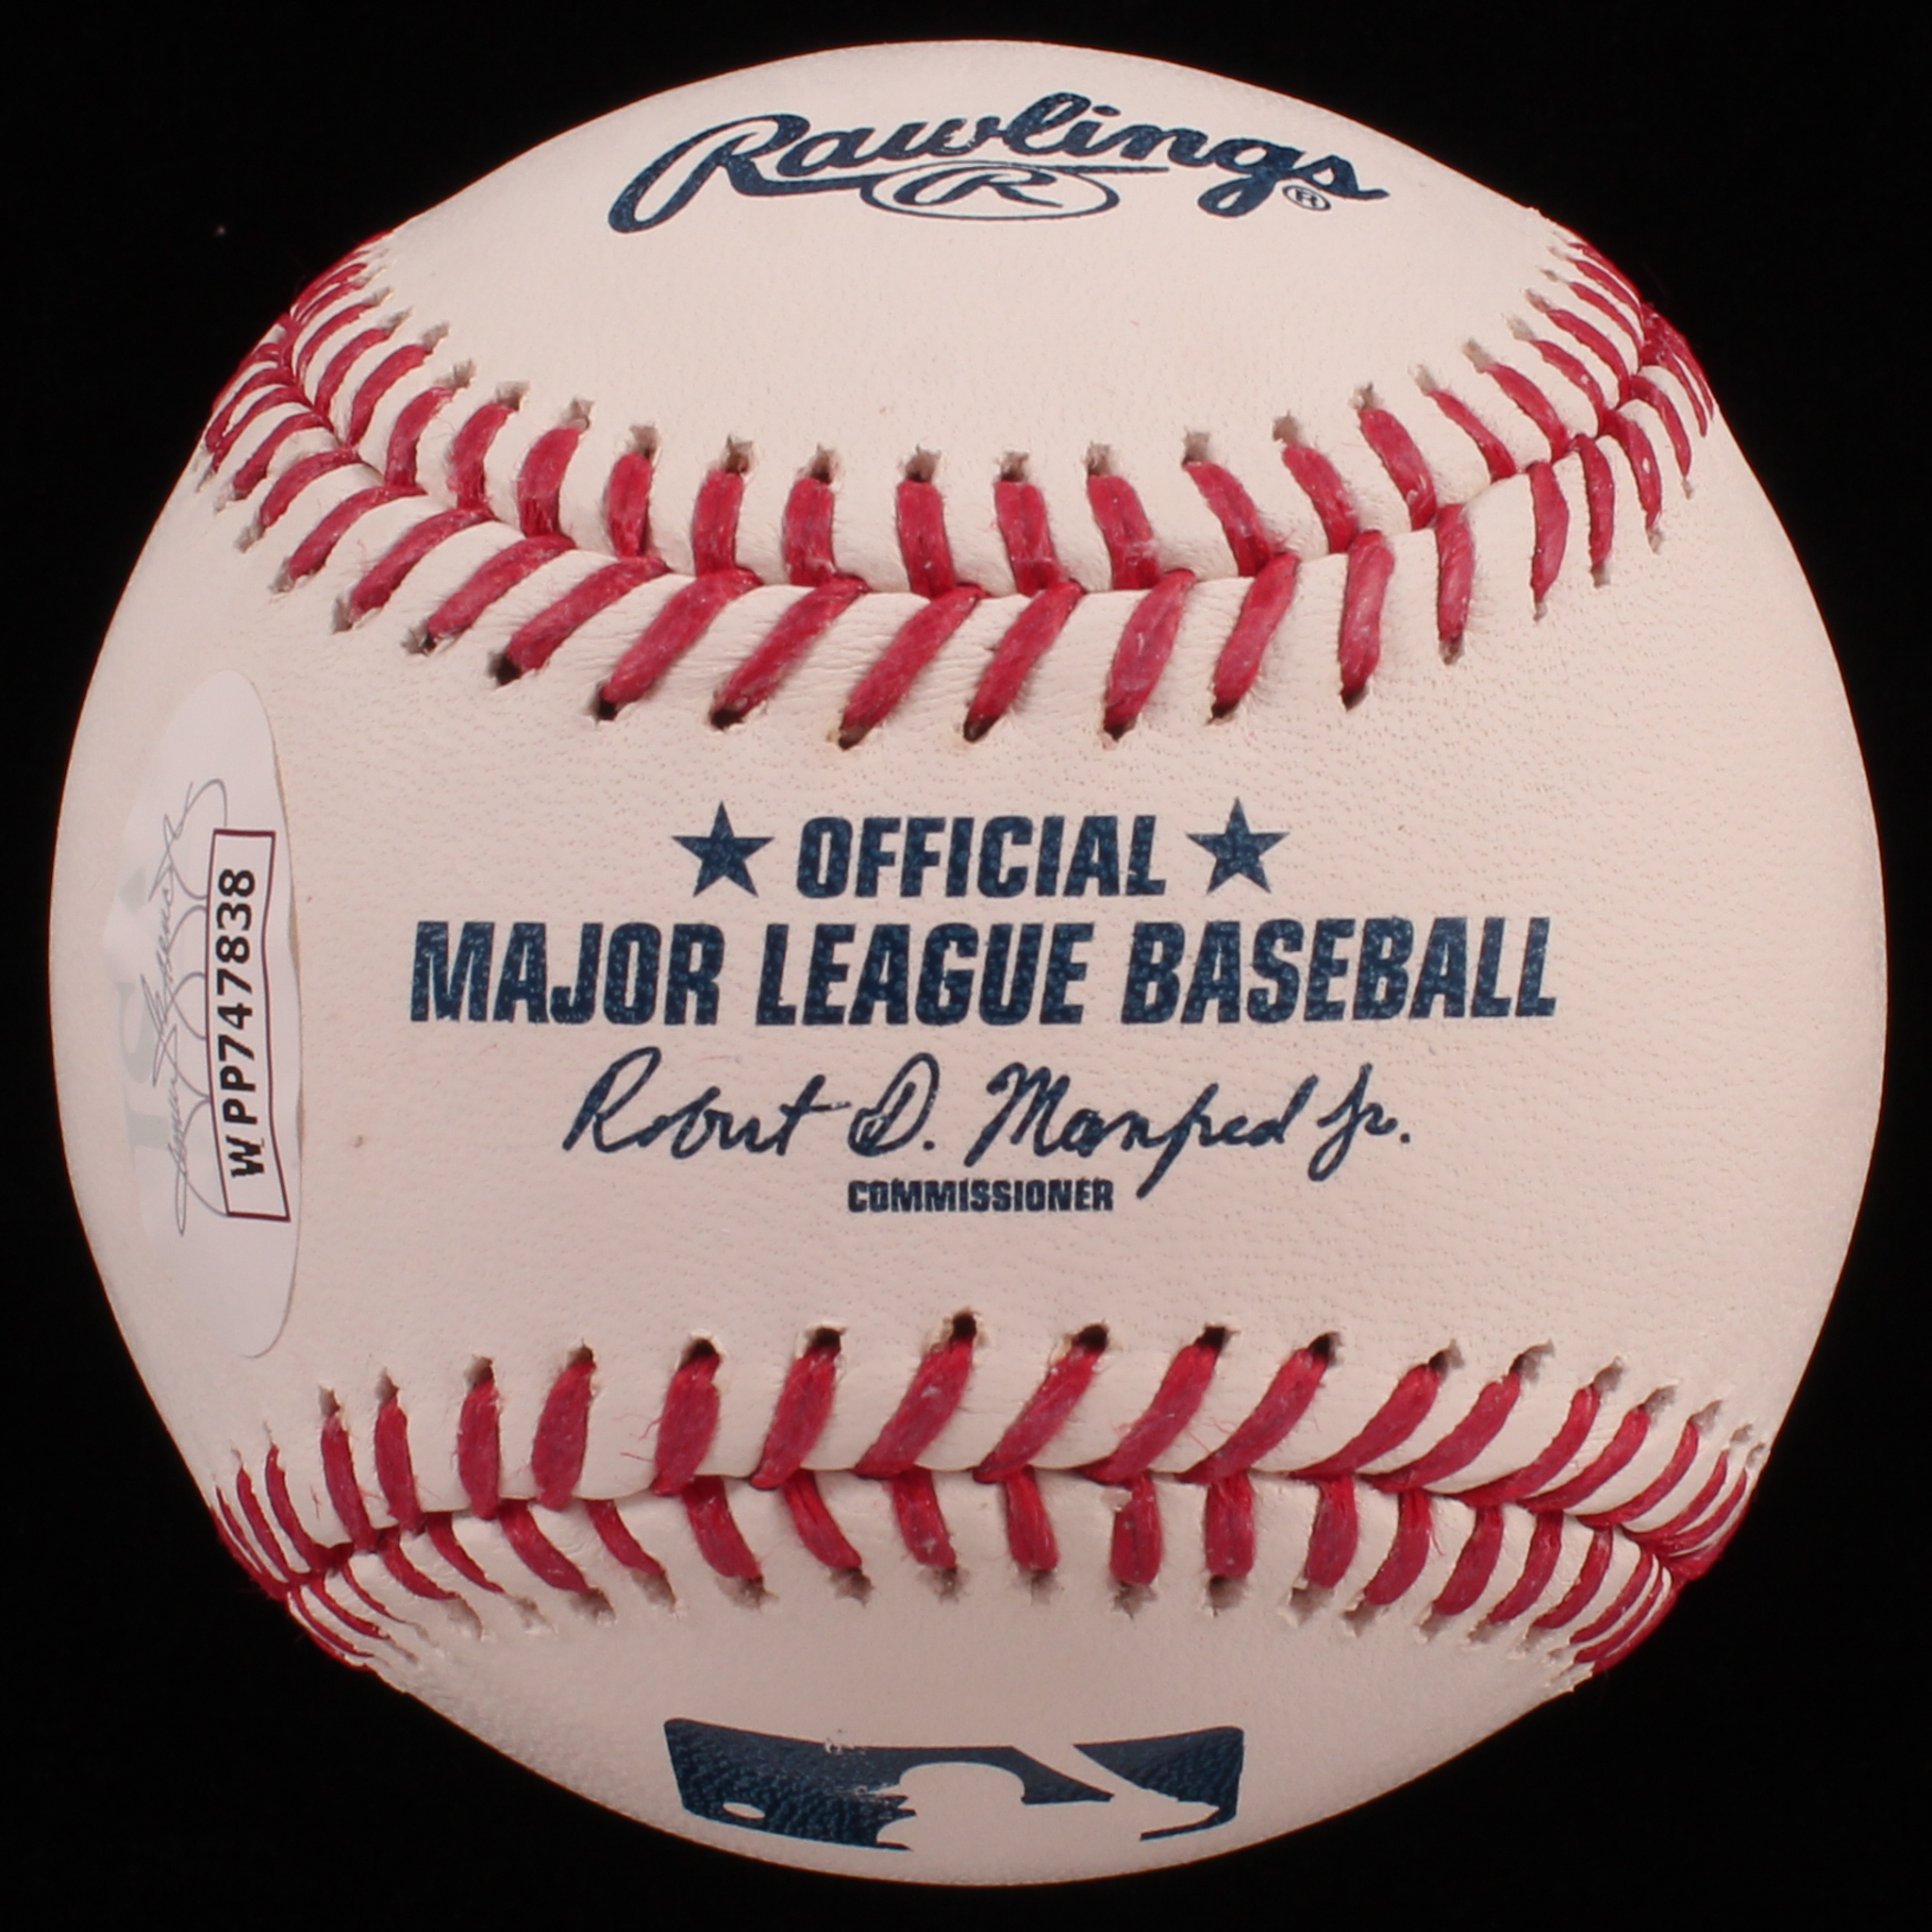 Rawlings®
R
OFFICIAL
MAJOR LEAGUE BASEBALL
Robert D. Manfred Jr.
COMMISSIONER
WPP747838